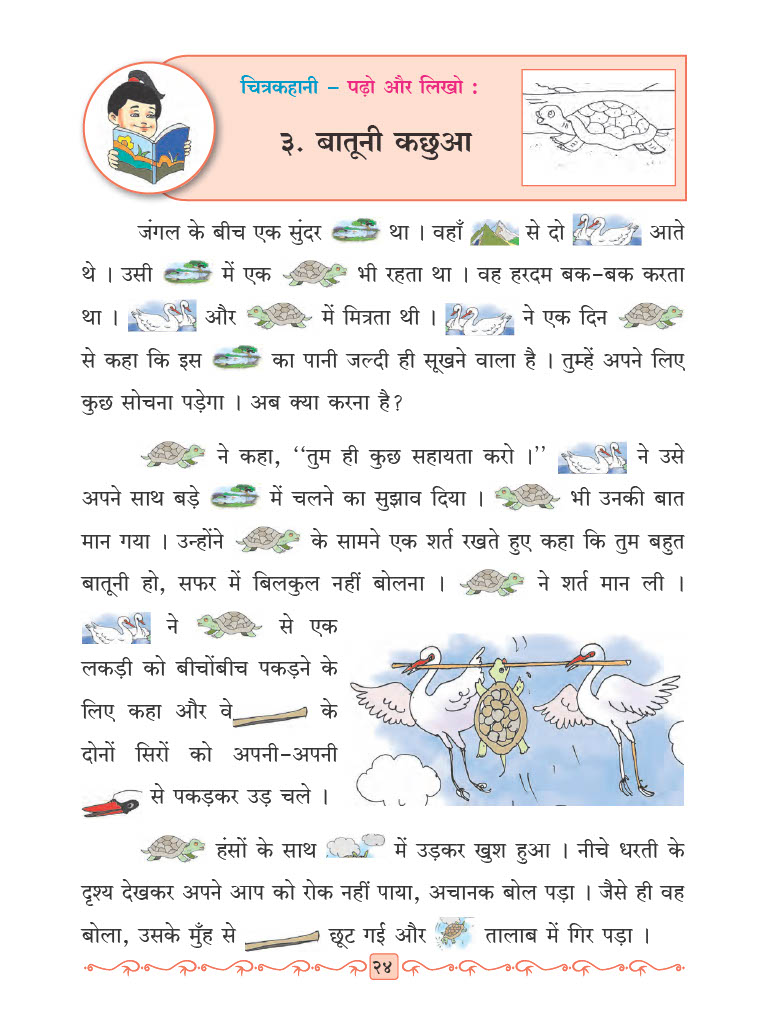 चित्रकहानी – पढ़ो और लिखो :
३. बातूनी कछुआ
जंगल के बीच एक सुंदर था । वहाँ से दो आते
थे । उसी में एक भी रहता था । वह हरदम बक-बक करता
था । और में मित्रता थी । ने एक दिन
से कहा कि इस का पानी जल्दी ही सूखने वाला है । तुम्हें अपने लिए
कुछ सोचना पड़ेगा । अब क्या करना है?
ने कहा, ‘‘तुम ही कुछ सहायता करो ।’’ ने उसे
अपने साथ बड़े में चलने का सुझाव दिया । भी उनकी बात
मान गया । उन्होंने के सामने एक शर्त रखते हुए कहा कि तुम बहुत
बातूनी हो, सफर में बिलकुल नहीं बोलना । ने शर्त मान ली ।
ने से एक
लकड़ी को बीचोंबीच पकड़ने के
लिए कहा और वे के
दोनों सिरों को अपनी-अपनी
से पकड़कर उड़ चले ।
हंसों के साथ में उड़कर खुश हुआ । नीचे धरती के
दृश्य देखकर अपने आप को रोक नहीं पाया, अचानक बोल पड़ा । जैसे ही वह
बोला, उसके मुँह से छूट गई और तालाब में गिर पड़ा ।
२४